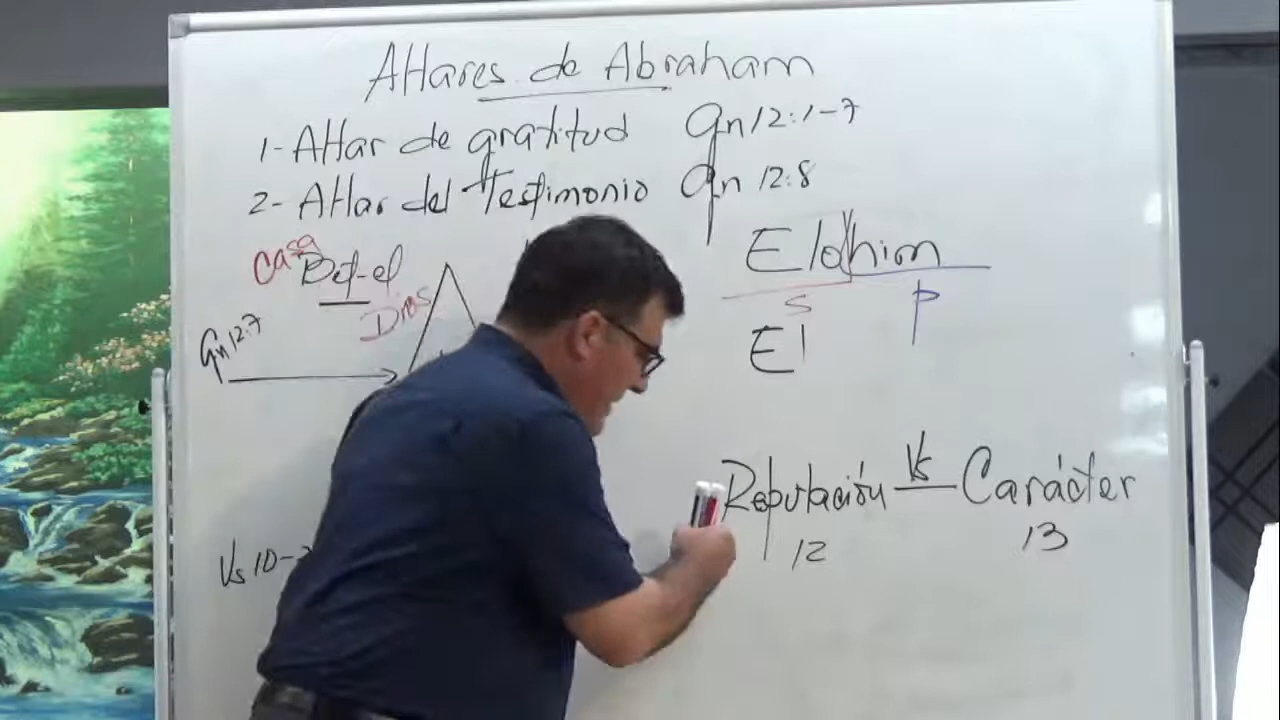 Altares de Abraham
1- Altar de gratitud Gn 12:1-7
2- Altar del Testimonio Gn 12:8
Casa
Bet-el
Dios
Gn 12:7
Elohim
S P
El
Reputación Vs Carácter
12 13
Vs 10-